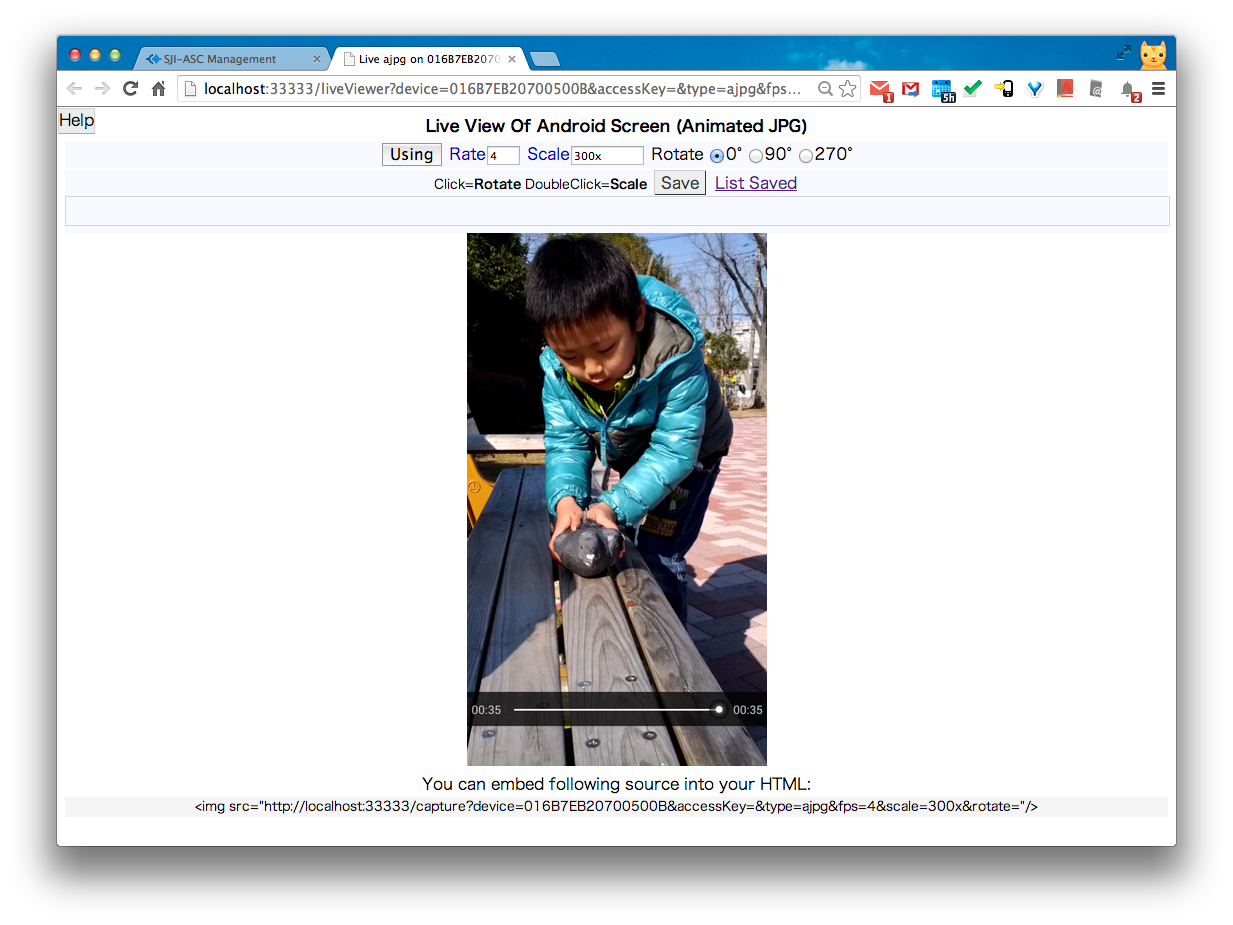 SJI-ASC Management
Live ajpg on 016B7EB2070
localhost:33333/liveViewer?device=016B7EB20700500B&accessKey=&type=ajpg&fps...
1
5h
2
Help
Live View Of Android Screen (Animated JPG)
Using Rate 4 Scale 300x Rotate 0° 90° 270°
Click=Rotate DoubleClick=Scale Save List Saved
00:35 00:35
You can embed following source into your HTML:
<img src="http://localhost:33333/capture?device=016B7EB20700500B&accessKey=&type=ajpg&fps=4&scale=300x&rotate="/>